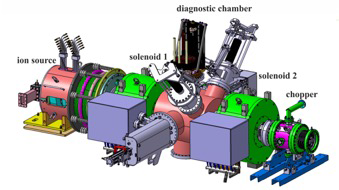 diagnostic chamber
solenoid 1
ion source
solenoid 2
chopper